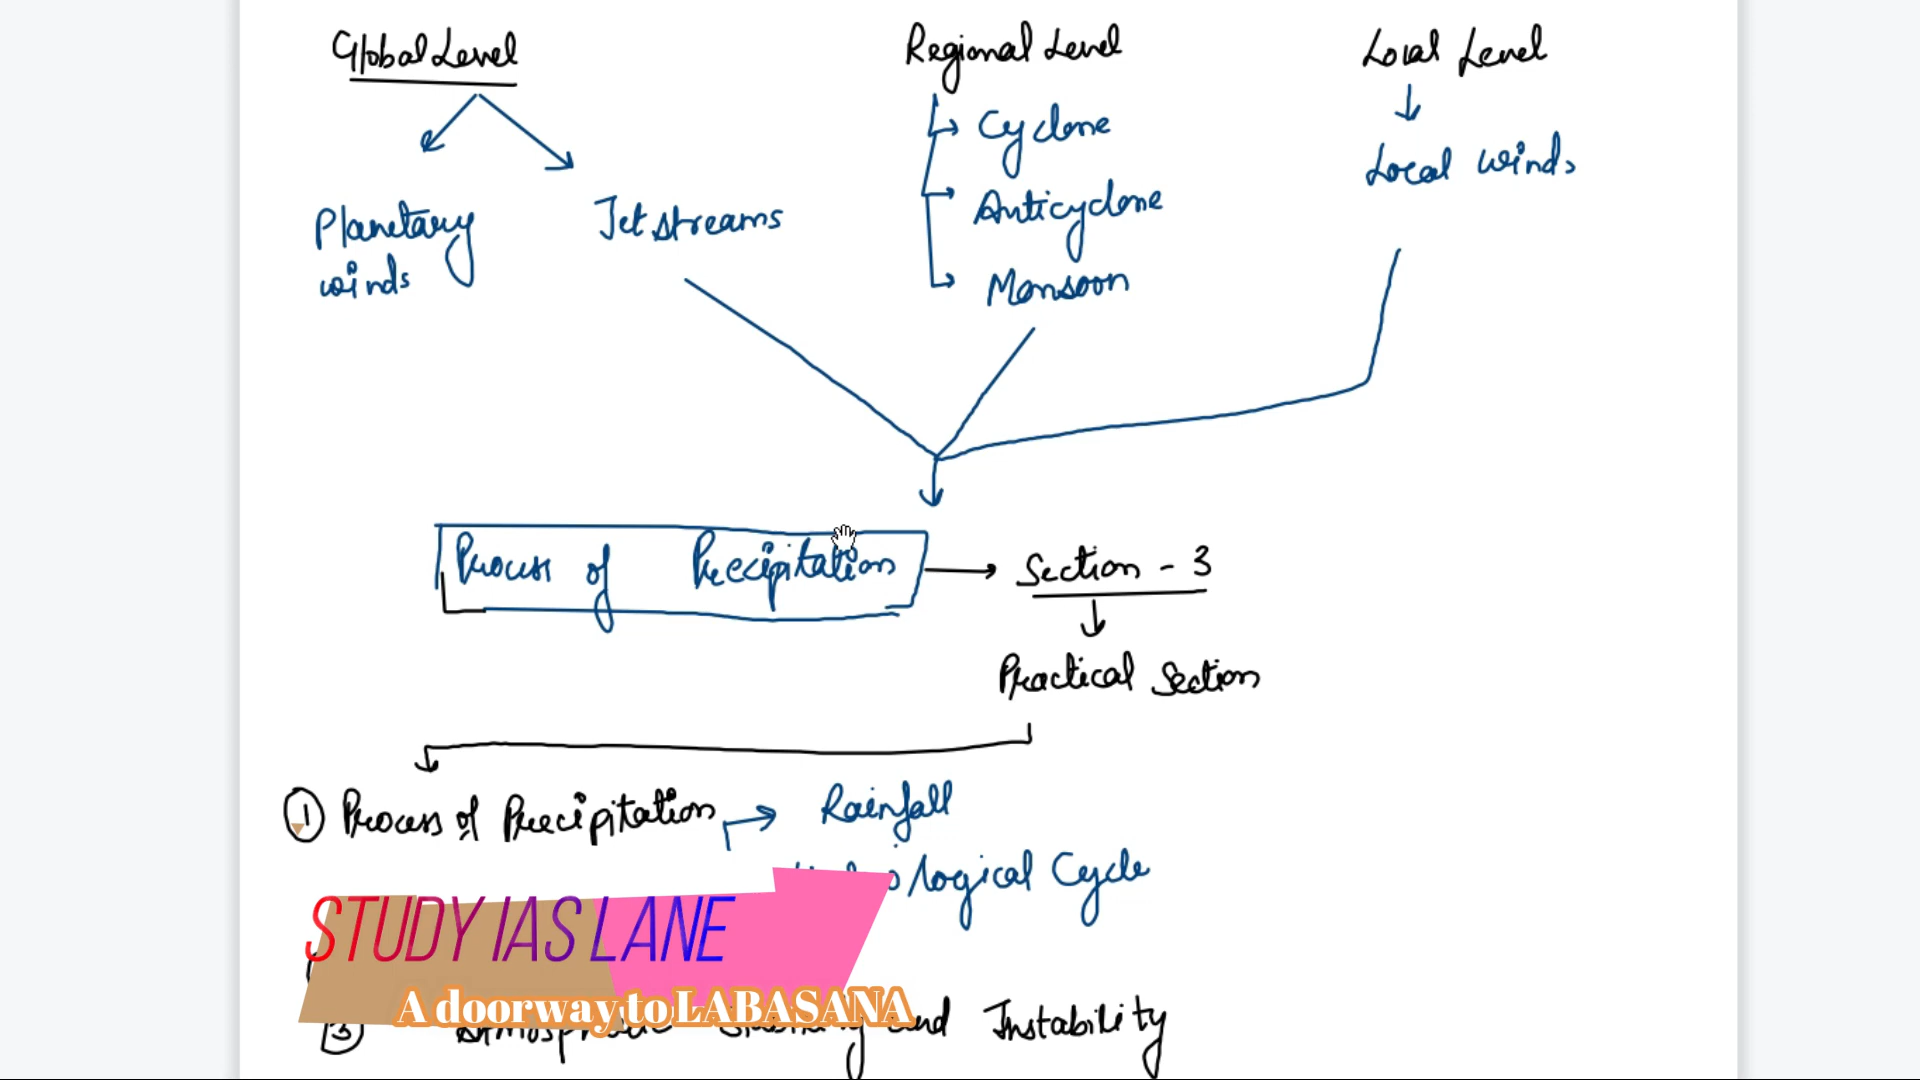 Global Level
Regional Level
Local Level
Cyclone
Local winds
Anticyclone
Planetary
winds
Jet streams
Monsoon
Process of Precipitation
Section - 3
Practical Section
① Process of Precipitation
Rainfall
logical Cycle
STUDY IAS LANE
A doorway to LABASANA
③ and Instability